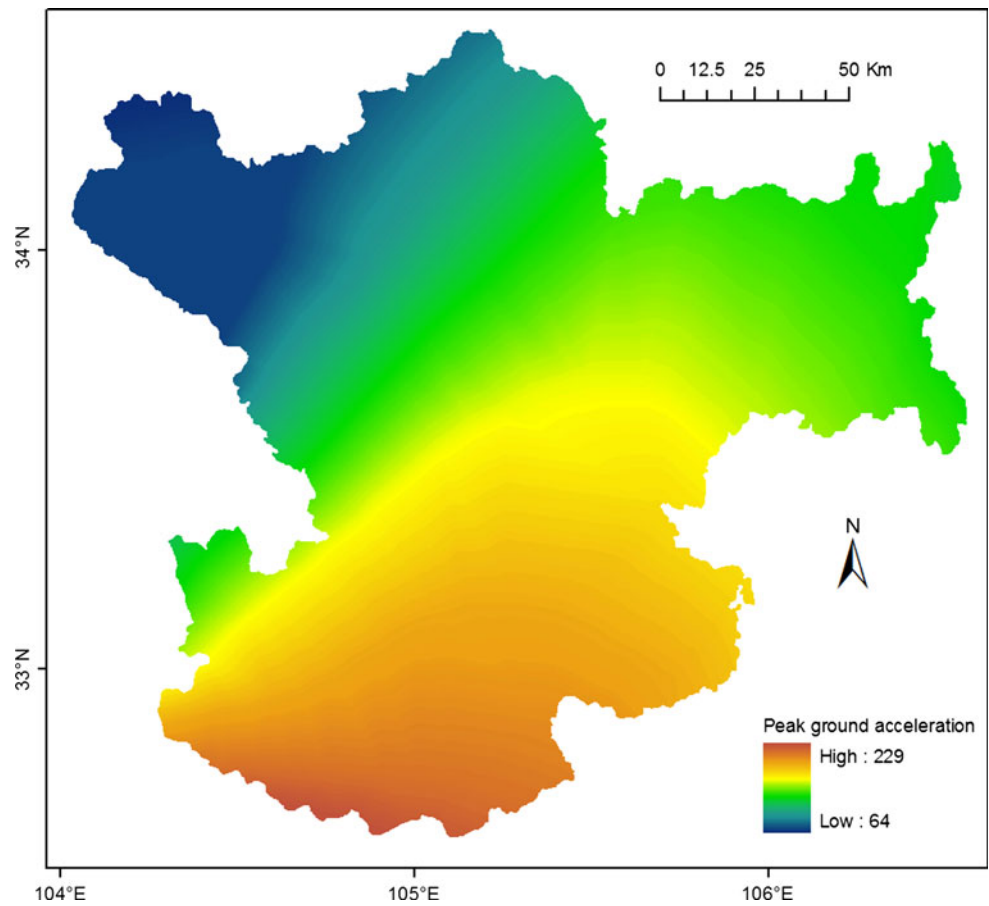 0 12.5 25 50 Km
34°N
N
33°N
Peak ground acceleration
High : 229
Low : 64
104°E 105°E 106°E